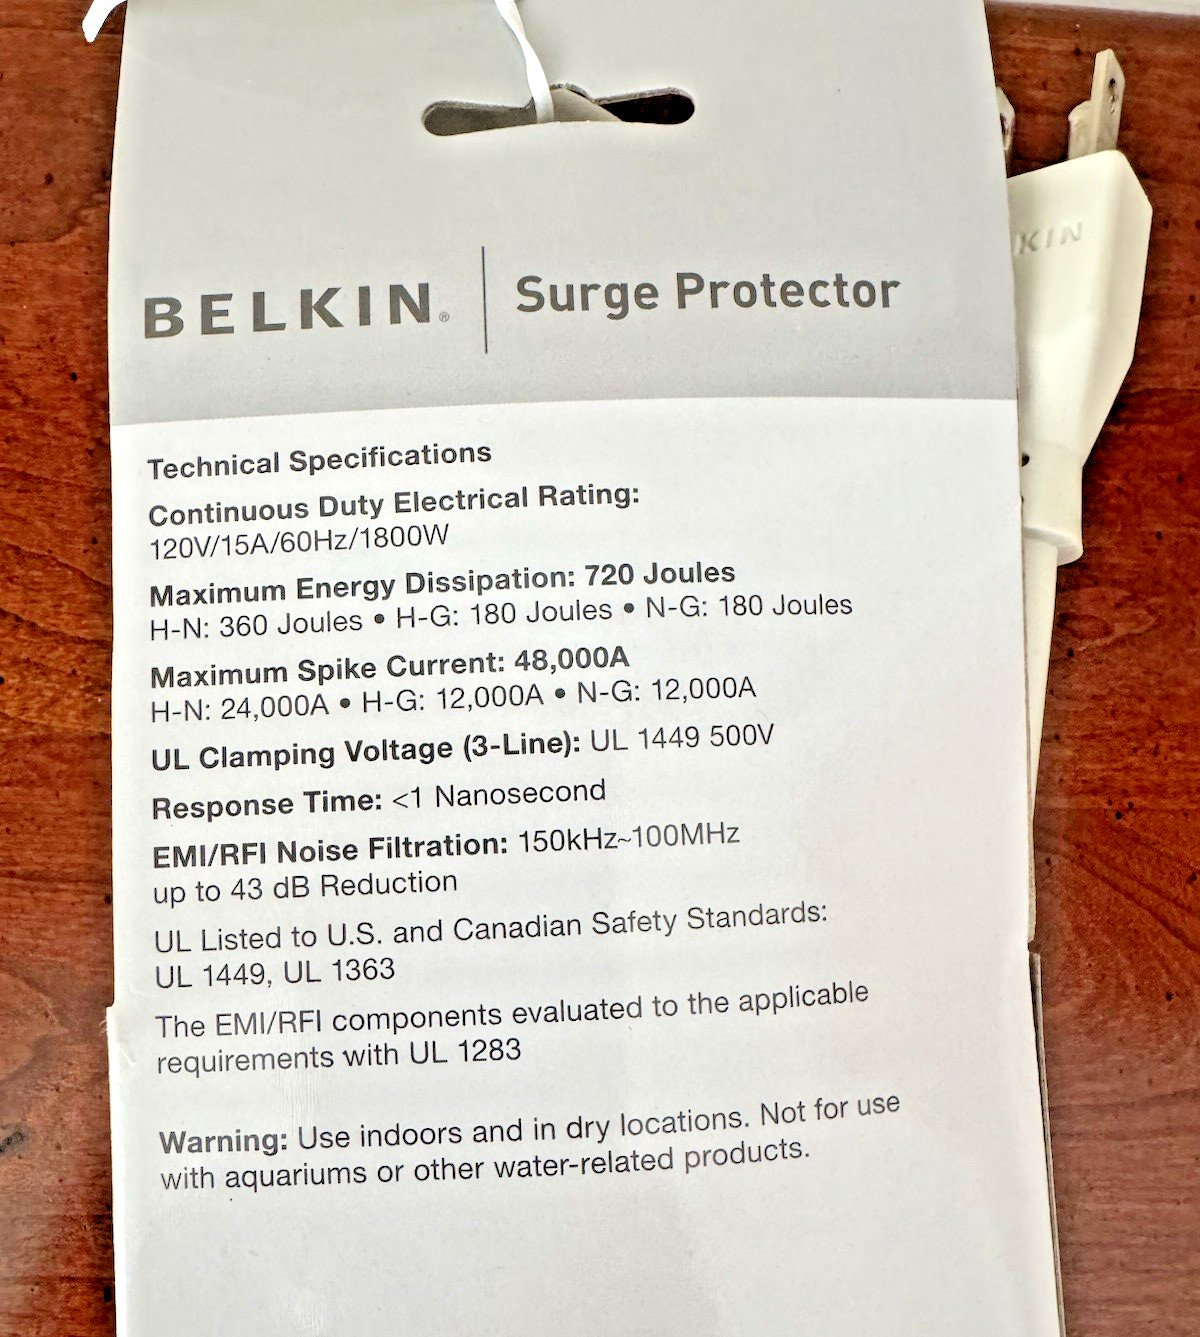 BELKIN® | Surge Protector
KIN
Technical Specifications
Continuous Duty Electrical Rating:
120V/15A/60Hz/1800W
Maximum Energy Dissipation: 720 Joules
H-N: 360 Joules • H-G: 180 Joules • N-G: 180 Joules
Maximum Spike Current: 48,000A
H-N: 24,000A • H-G: 12,000A • N-G: 12,000A
UL Clamping Voltage (3-Line): UL 1449 500V
Response Time: <1 Nanosecond
EMI/RFI Noise Filtration: 150kHz~100MHz
up to 43 dB Reduction
UL Listed to U.S. and Canadian Safety Standards:
UL 1449, UL 1363
The EMI/RFI components evaluated to the applicable
requirements with UL 1283
Warning: Use indoors and in dry locations. Not for use
with aquariums or other water-related products.